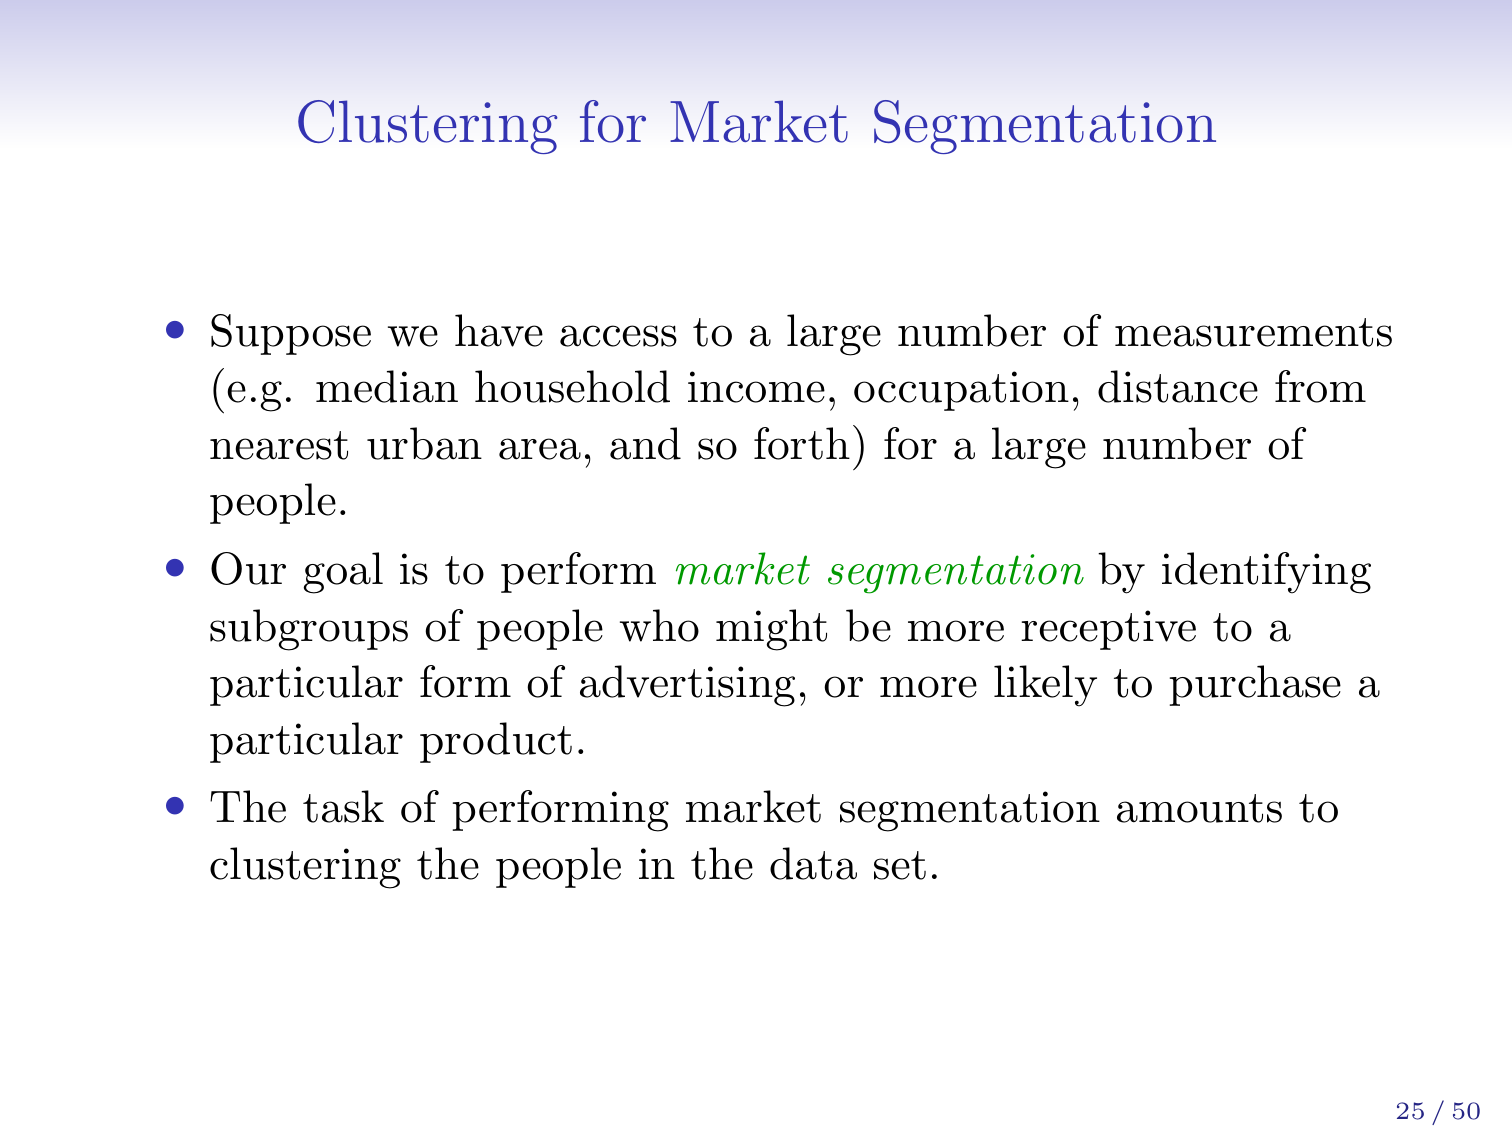 Clustering for Market Segmentation
• Suppose we have access to a large number of measurements
(e.g. median household income, occupation, distance from
nearest urban area, and so forth) for a large number of
people.
• Our goal is to perform market segmentation by identifying
subgroups of people who might be more receptive to a
particular form of advertising, or more likely to purchase a
particular product.
• The task of performing market segmentation amounts to
clustering the people in the data set.
25 / 50